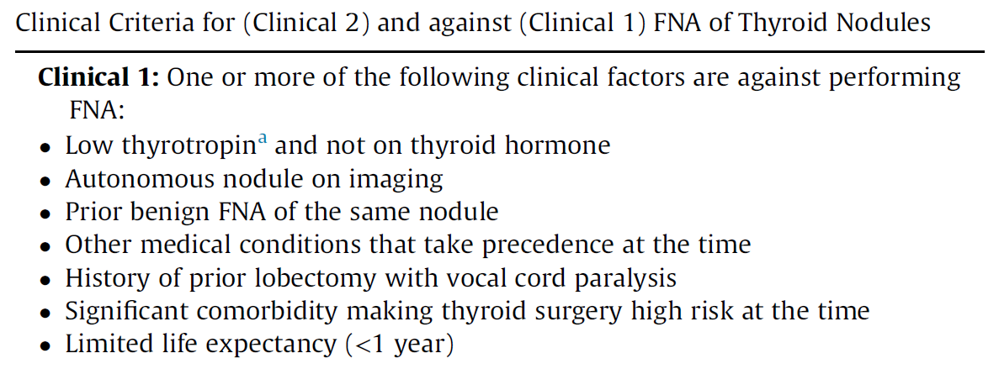 Clinical Criteria for (Clinical 2) and against (Clinical 1) FNA of Thyroid Nodules
Clinical 1: One or more of the following clinical factors are against performing
FNA:
• Low thyrotropinᵃ and not on thyroid hormone
• Autonomous nodule on imaging
• Prior benign FNA of the same nodule
• Other medical conditions that take precedence at the time
• History of prior lobectomy with vocal cord paralysis
• Significant comorbidity making thyroid surgery high risk at the time
• Limited life expectancy (<1 year)